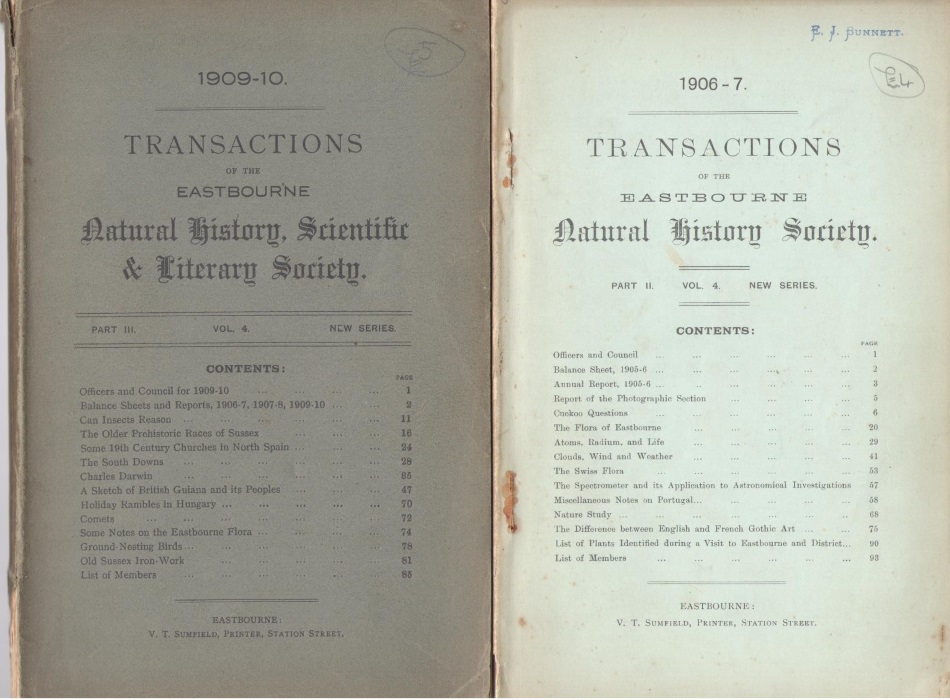 1909-10.
TRANSACTIONS
OF THE
EASTBOURNE
Natural History, Scientific
& Literary Society.
PART III. VOL. 4. NEW SERIES.
CONTENTS:
PAGE
Officers and Council for 1909-10 ... ... ... 1
Balance Sheets and Reports, 1906-7, 1907-8, 1909-10 ... ... 2
Can Insects Reason ... ... ... ... ... 11
The Older Prehistoric Races of Sussex ... ... ... 16
Some 19th Century Churches in North Spain ... ... ... 24
The South Downs ... ... ... ... ... 28
Charles Darwin ... ... ... ... ... 35
A Sketch of British Guiana and its Peoples ... ... ... 47
Holiday Rambles in Hungary ... ... ... ... ... 70
Comets ... ... ... ... ... ... 72
Some Notes on the Eastbourne Flora ... ... ... ... 74
Ground-Nesting Birds ... ... ... ... ... 78
Old Sussex Iron-Work ... ... ... ... ... 81
List of Members ... ... ... ... ... 85
EASTBOURNE:
V. T. SUMFIELD, PRINTER, STATION STREET.
E. J. BUNNETT.
1906-7.
TRANSACTIONS
OF THE
EASTBOURNE
Natural History Society.
PART II. VOL. 4. NEW SERIES.
CONTENTS:
PAGE
Officers and Council ... ... ... ... ... ... 1
Balance Sheet, 1905-6 ... ... ... ... ... ... 2
Annual Report, 1905-6 ... .. ... ... ... ... 3
Report of the Photographic Section ... ... ... ... 5
Cuckoo Questions ... ... ... ... ... ... 6
The Flora of Eastbourne ... ... ... ... ... 20
Atoms, Radium, and Life ... ... ... ... ... 29
Clouds, Wind and Weather ... ... ... ... ... 41
The Swiss Flora ... ... ... ... ... ... 53
The Spectrometer and its Application to Astronomical Investigations 57
Miscellaneous Notes on Portugal... ... ... ... ... 58
Nature Study ... ... ... ... ... ... ... 68
The Difference between English and French Gothic Art ... ... 75
List of Plants Identified during a Visit to Eastbourne and District... 90
List of Members ... ... ... ... ... ... 93
EASTBOURNE:
V. T. SUMFIELD, PRINTER, STATION STREET.